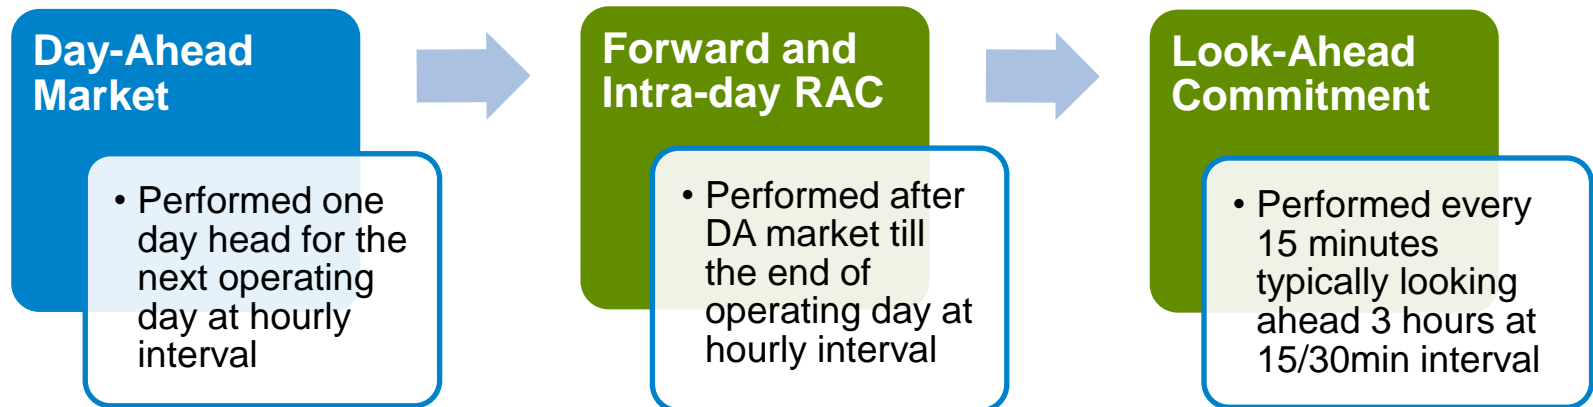 Day-Ahead
Market
• Performed one
day head for the
next operating
day at hourly
interval
Forward and
Intra-day RAC
• Performed after
DA market till
the end of
operating day at
hourly interval
Look-Ahead
Commitment
• Performed every
15 minutes
typically looking
ahead 3 hours at
15/30min interval